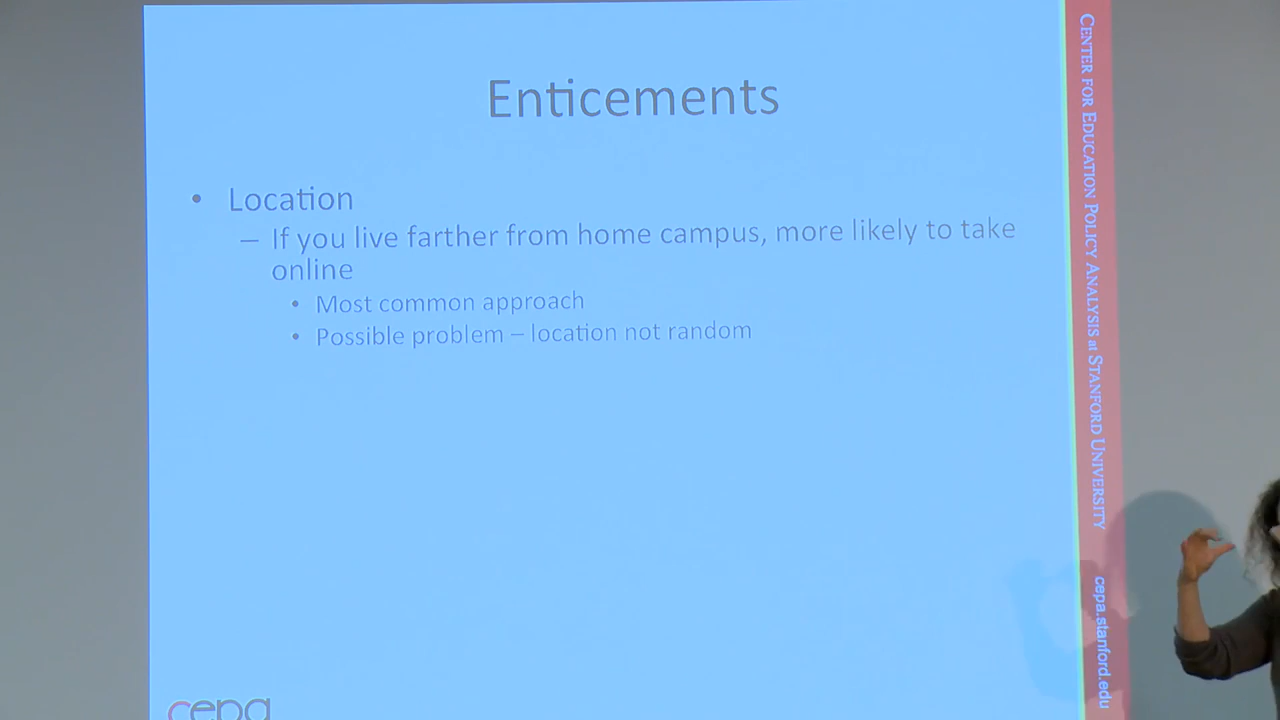 Enticements
• Location
– If you live farther from home campus, more likely to take
online
• Most common approach
• Possible problem – location not random
cepa
CENTER FOR EDUCATION POLICY ANALYSIS at STANFORD UNIVERSITY
cepa.stanford.edu